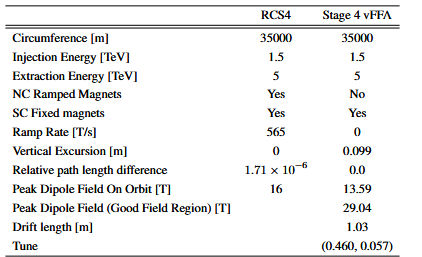 RCS4 Stage 4 vFFA
Circumference [m] 35000 35000
Injection Energy [TeV] 1.5 1.5
Extraction Energy [TeV] 5 5
NC Ramped Magnets Yes No
SC Fixed magnets Yes Yes
Ramp Rate [T/s] 565 0
Vertical Excursion [m] 0 0.099
Relative path length difference 1.71 × 10⁻⁶ 0.0
Peak Dipole Field On Orbit [T] 16 13.59
Peak Dipole Field (Good Field Region) [T] 29.04
Drift length [m] 1.03
Tune (0.460, 0.057)